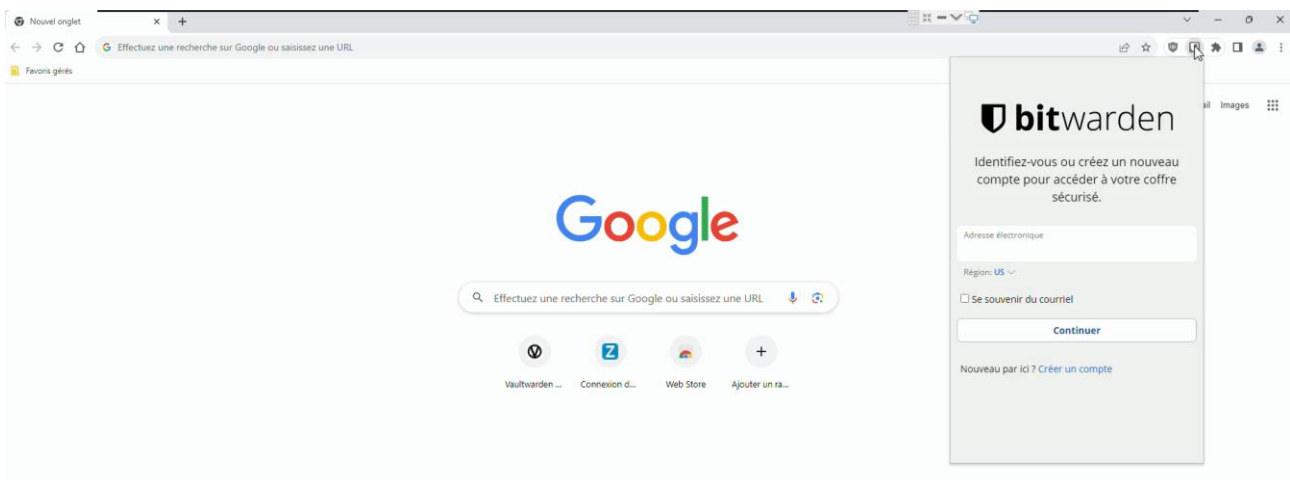 Nouvel onglet
Effectuez une recherche sur Google ou saisissez une URL
Favoris gérés
Images
bitwarden
Identifiez-vous ou créez un nouveau
compte pour accéder à votre coffre
sécurisé.
Adresse électronique
Région: US
Se souvenir du courriel
Continuer
Nouveau par ici ? Créer un compte
Google
Effectuez une recherche sur Google ou saisissez une URL
Vaultwarden ...
Connexion d...
Web Store
Ajouter un ra...